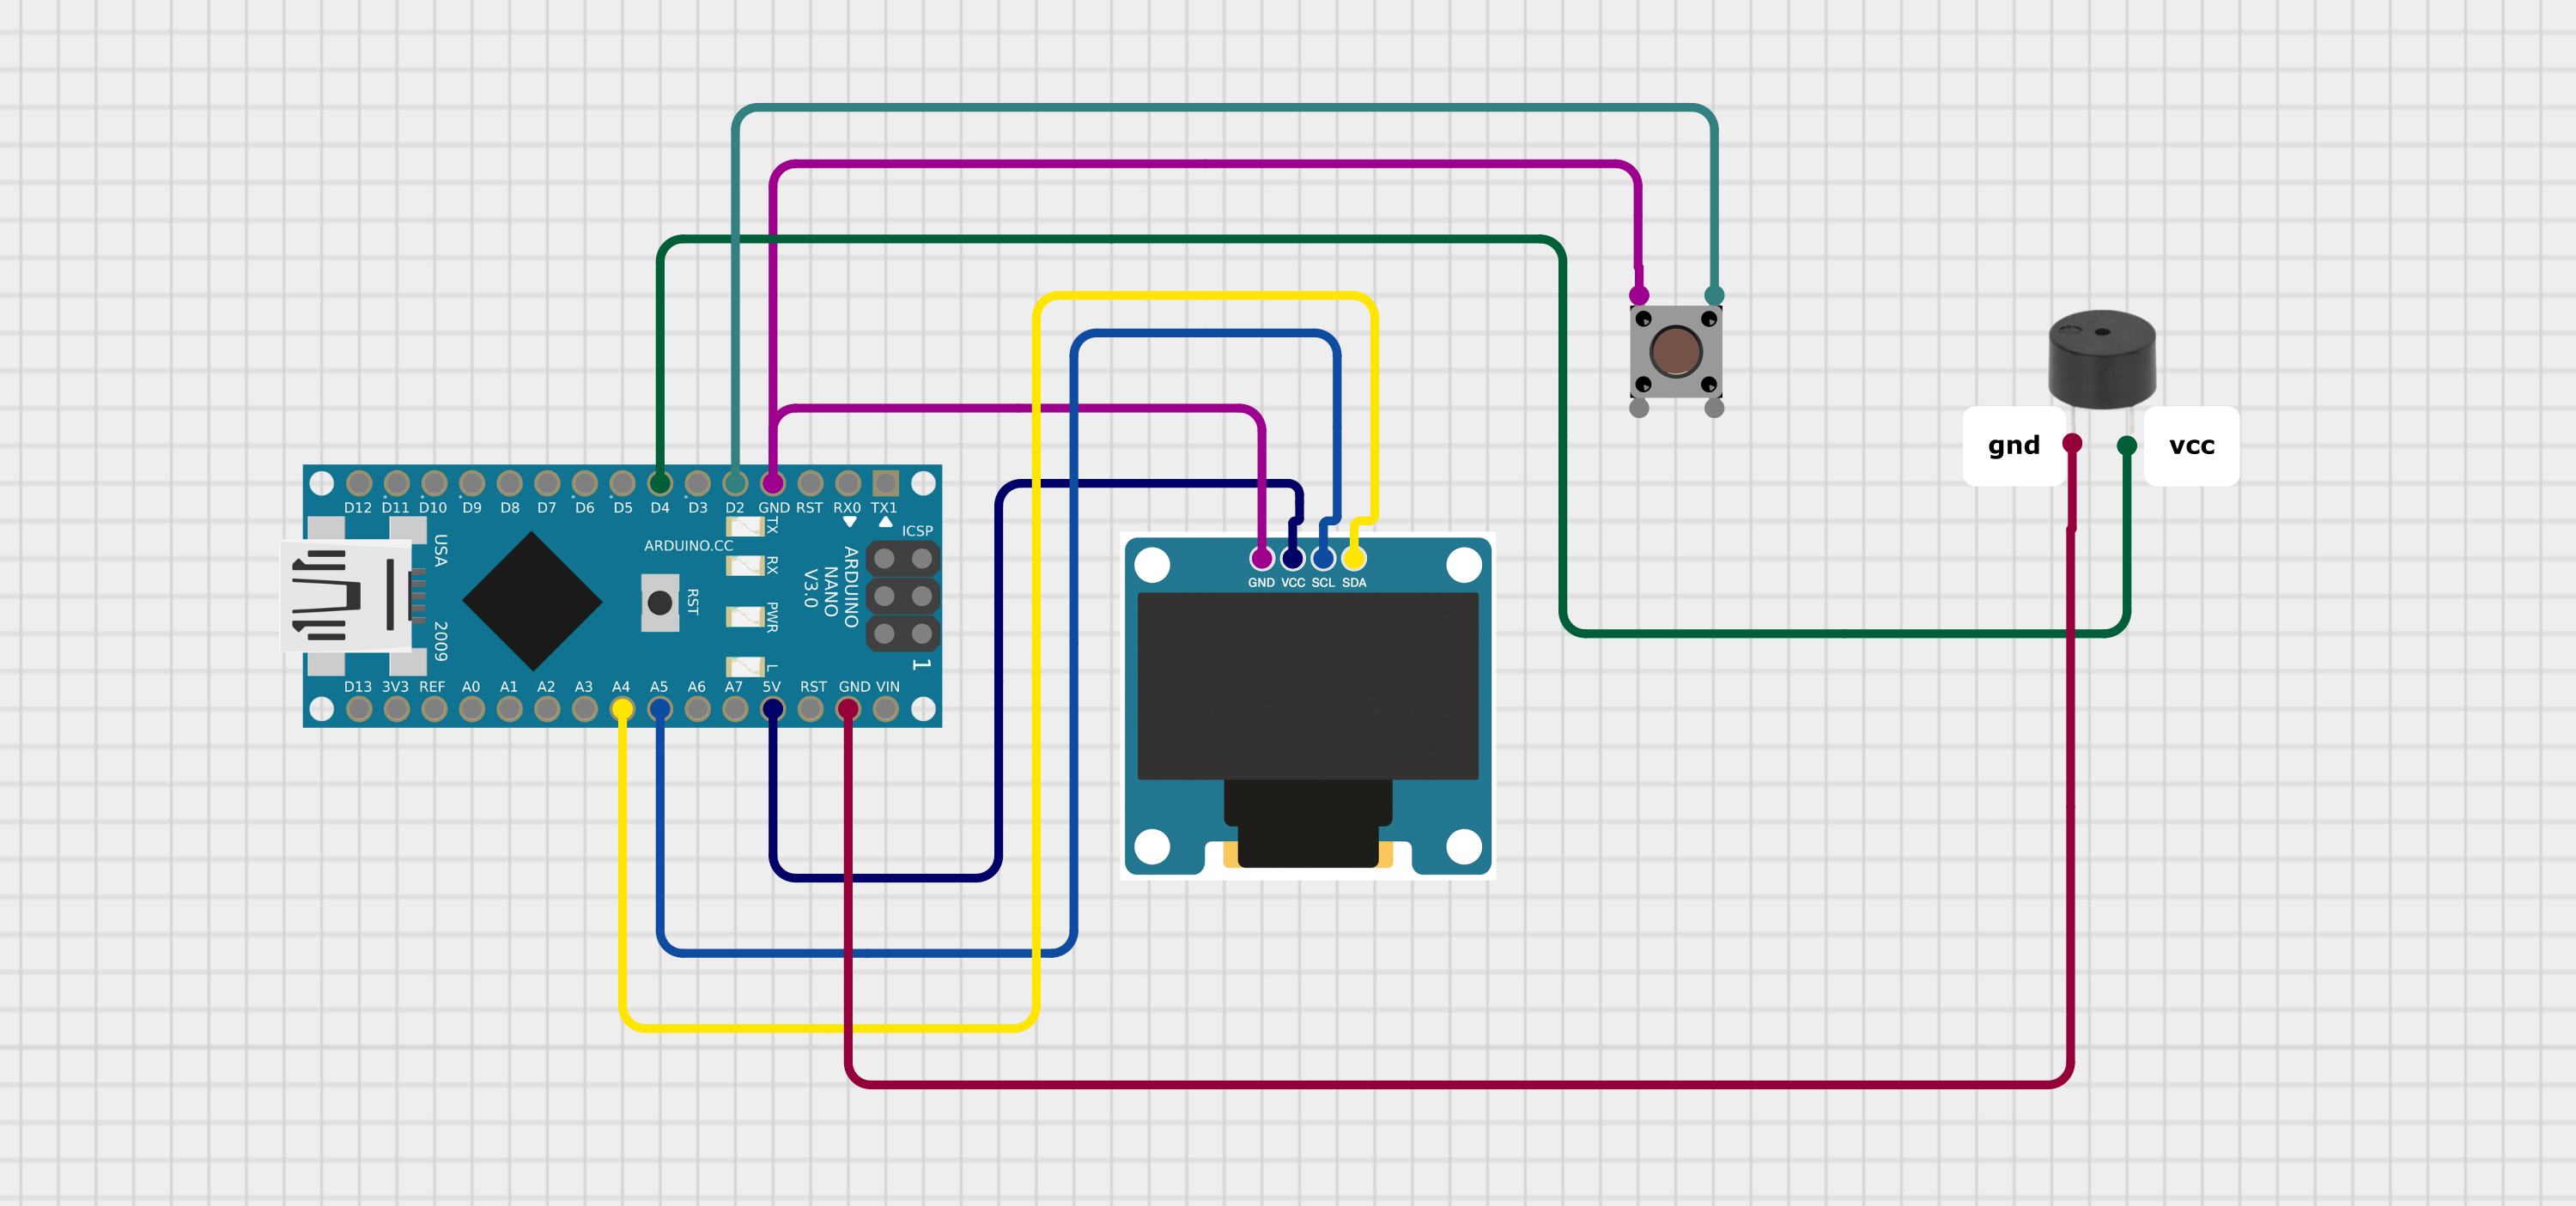 gnd
vcc
D12 D11 D10 D9 D8 D7 D6 D5 D4 D3 D2 GND RST RX0 TX1
ICSP
ARDUINO.CC
USA
2009
RST
TX
RX
PWR
L
ARDUINO
NANO
V3.0
1
D13 3V3 REF A0 A1 A2 A3 A4 A5 A6 A7 5V RST GND VIN
GND VCC SCL SDA